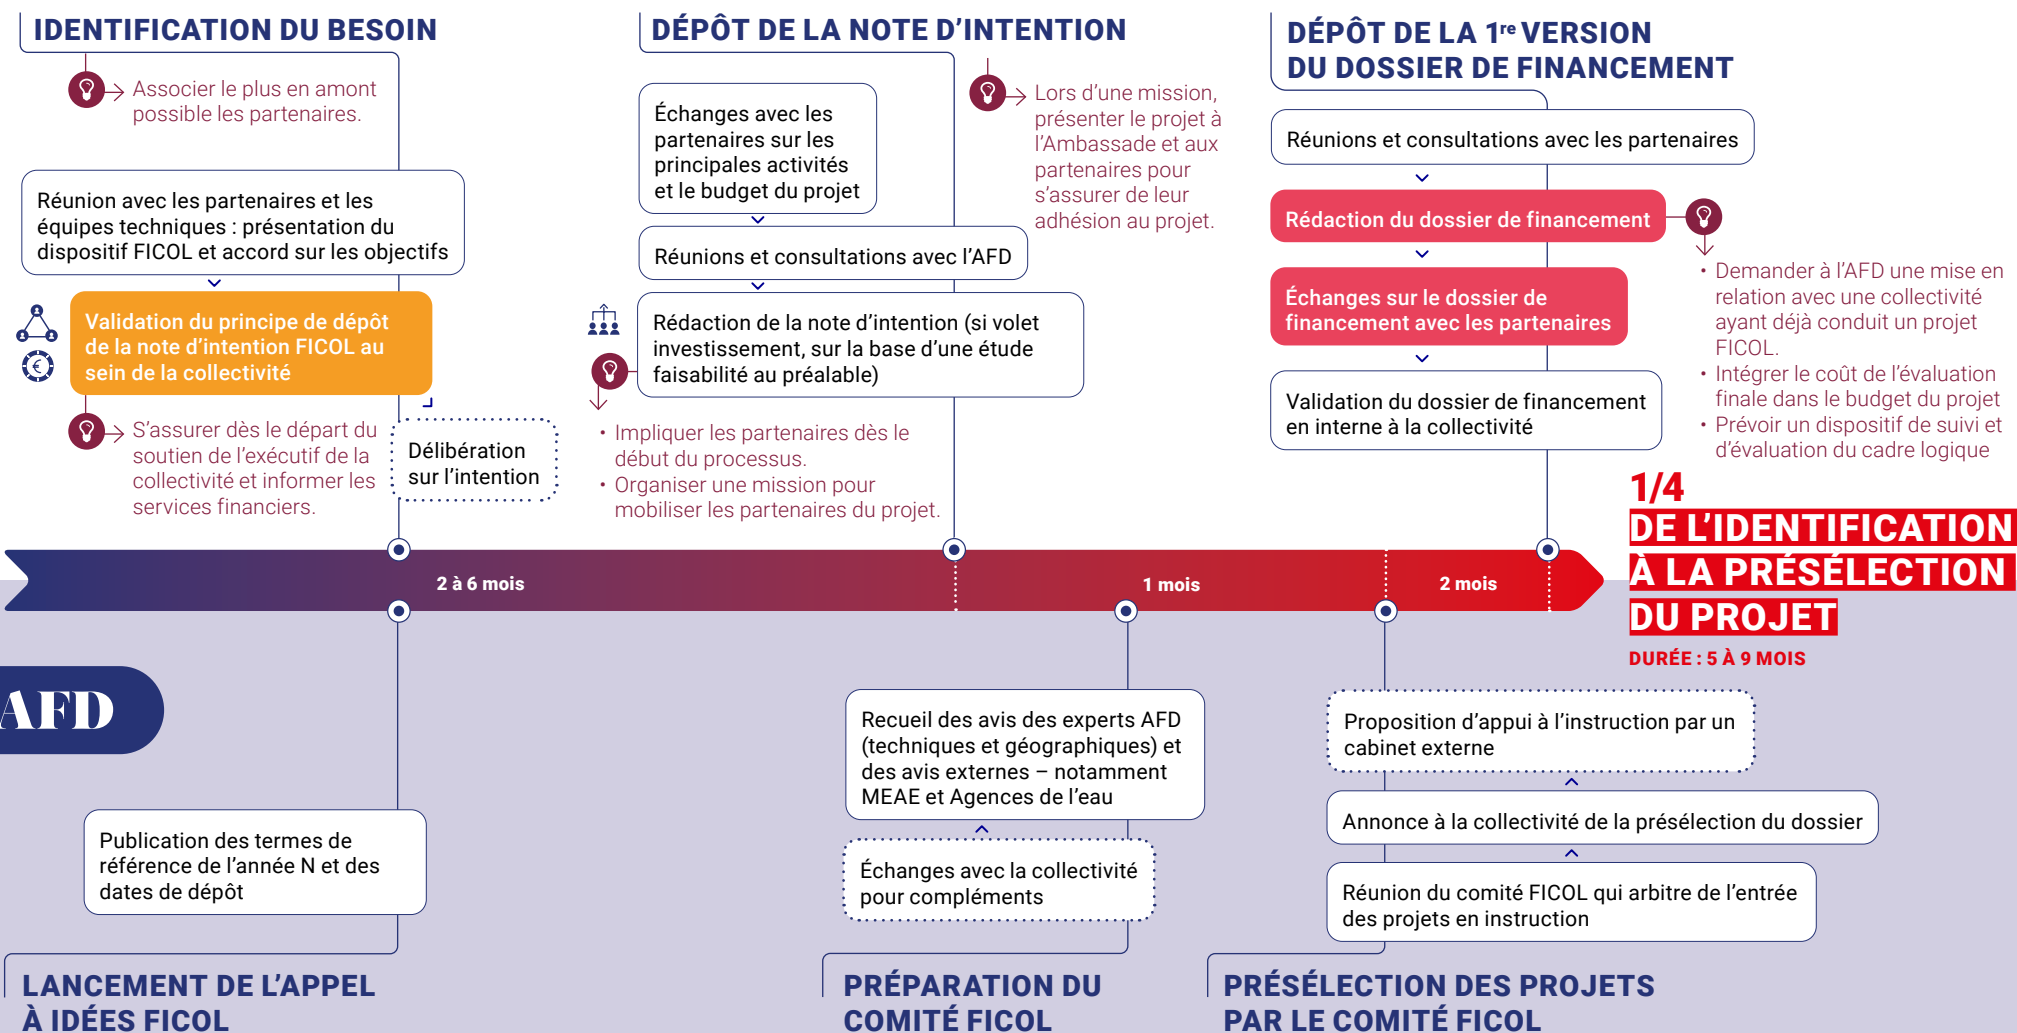 IDENTIFICATION DU BESOIN
Associer le plus en amont
possible les partenaires.
Réunion avec les partenaires et les
équipes techniques : présentation du
dispositif FICOL et accord sur les objectifs
Validation du principe de dépôt
de la note d'intention FICOL au
sein de la collectivité
€
S'assurer dès le départ du
soutien de l'exécutif de la
collectivité et informer les
services financiers.
Délibération
sur l'intention
DÉPÔT DE LA NOTE D'INTENTION
Échanges avec les
partenaires sur les
principales activités
et le budget du projet
Lors d'une mission,
présenter le projet à
l'Ambassade et aux
partenaires pour
s'assurer de leur
adhésion au projet.
Réunions et consultations avec l'AFD
Rédaction de la note d'intention (si volet
investissement, sur la base d'une étude
faisabilité au préalable)
• Impliquer les partenaires dès le
début du processus.
• Organiser une mission pour
mobiliser les partenaires du projet.
DÉPÔT DE LA 1re VERSION
DU DOSSIER DE FINANCEMENT
Réunions et consultations avec les partenaires
Rédaction du dossier de financement
Échanges sur le dossier de
financement avec les partenaires
Validation du dossier de financement
en interne à la collectivité
• Demander à l'AFD une mise en
relation avec une collectivité
ayant déjà conduit un projet
FICOL.
• Intégrer le coût de l'évaluation
finale dans le budget du projet
• Prévoir un dispositif de suivi et
d'évaluation du cadre logique
2 à 6 mois
1 mois
2 mois
1/4
DE L'IDENTIFICATION
À LA PRÉSÉLECTION
DU PROJET
DURÉE : 5 À 9 MOIS
AFD
Publication des termes de
référence de l'année N et des
dates de dépôt
LANCEMENT DE L'APPEL
À IDÉES FICOL
Recueil des avis des experts AFD
(techniques et géographiques) et
des avis externes – notamment
MEAE et Agences de l'eau
Échanges avec la collectivité
pour compléments
PRÉPARATION DU
COMITÉ FICOL
Proposition d'appui à l'instruction par un
cabinet externe
Annonce à la collectivité de la présélection du dossier
Réunion du comité FICOL qui arbitre de l'entrée
des projets en instruction
PRÉSÉLECTION DES PROJETS
PAR LE COMITÉ FICOL